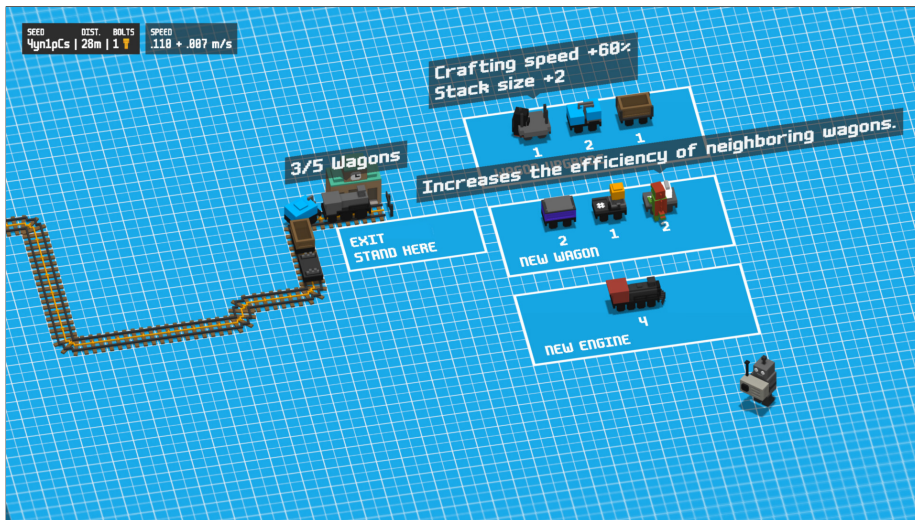 SEED DIST. BOLTS SPEED
4yn1pCs | 28m | 1 .110 + .007 m/s
Crafting speed +60%
Stack size +2
1 2 1
3/5 Wagons
Increases the efficiency of neighboring wagons.
EXIT
STAND HERE
2 1 2
NEW WAGON
4
NEW ENGINE